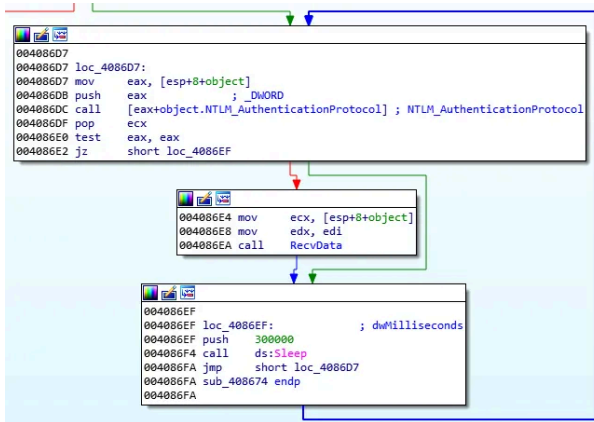 004086D7
004086D7 loc_4086D7:
004086D7 mov eax, [esp+8+object]
004086DB push eax ; _DWORD
004086DC call [eax+object.NTLM_AuthenticationProtocol] ; NTLM_AuthenticationProtocol
004086DF pop ecx
004086E0 test eax, eax
004086E2 jz short loc_4086EF
004086E4 mov ecx, [esp+8+object]
004086E8 mov edx, edi
004086EA call RecvData
004086EF
004086EF loc_4086EF: ; dwMilliseconds
004086EF push 300000
004086F4 call ds:Sleep
004086FA jmp short loc_4086D7
004086FA sub_408674 endp
004086FA